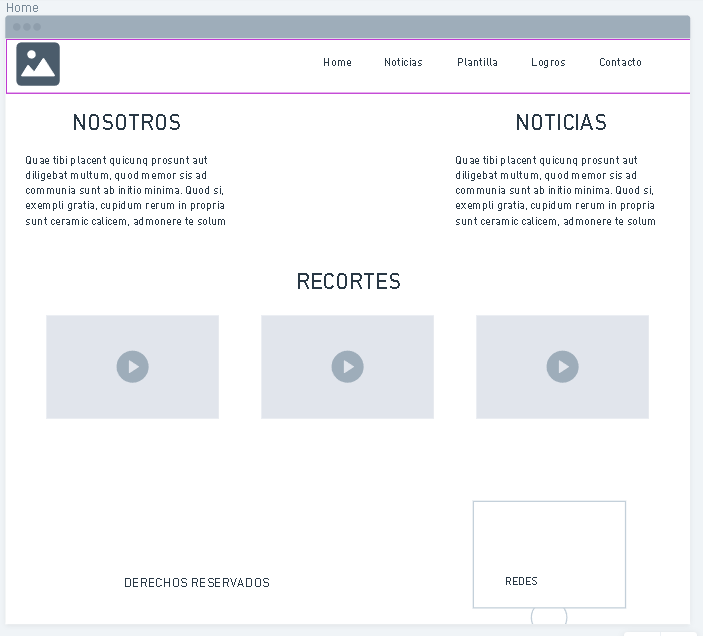 Home
Home Noticias Plantilla Logros Contacto
NOSOTROS
Quae tibi placent quicunq prosunt aut
diligebat multum, quod memor sis ad
communia sunt ab initio minima. Quod si,
exempli gratia, cupidum rerum in propria
sunt ceramic calicem, admonere te solum
NOTICIAS
Quae tibi placent quicunq prosunt aut
diligebat multum, quod memor sis ad
communia sunt ab initio minima. Quod si,
exempli gratia, cupidum rerum in propria
sunt ceramic calicem, admonere te solum
RECORTES
DERECHOS RESERVADOS
REDES